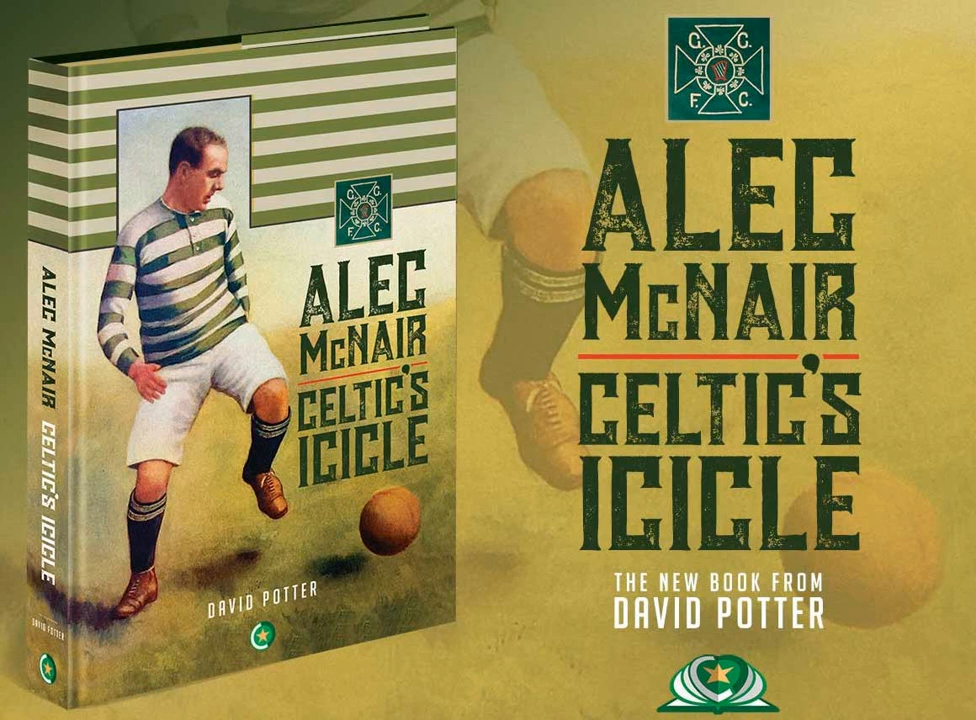 ALEC McNAIR CELTIC'S ICICLE
DAVID POTTER
G. C.
F. C.
ALEC
McNAIR
CELTIC'S
ICICLE
DAVID POTTER
G. C.
F. C.
ALEC
McNAIR
CELTIC'S
ICICLE
THE NEW BOOK FROM
DAVID POTTER